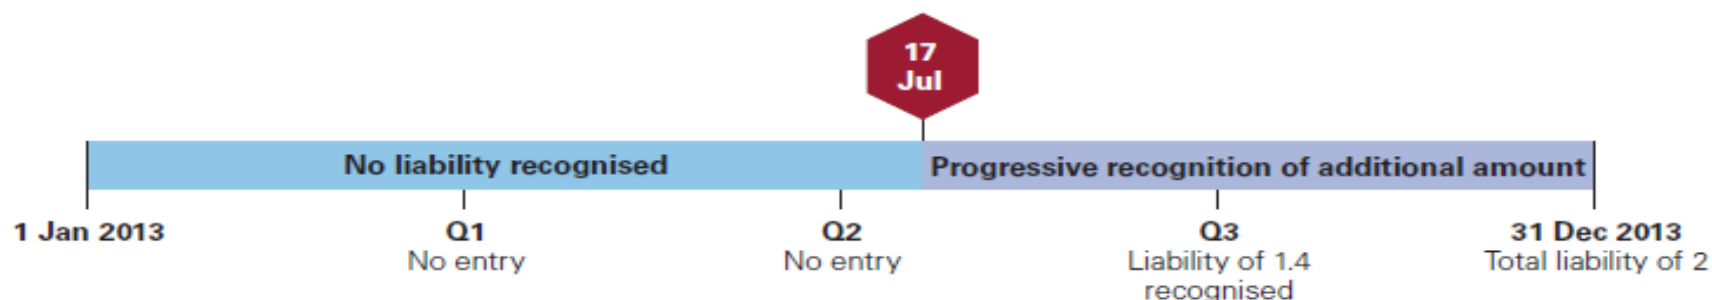 17
Jul
No liability recognised
Progressive recognition of additional amount
1 Jan 2013
Q1
No entry
Q2
No entry
Q3
Liability of 1.4
recognised
31 Dec 2013
Total liability of 2